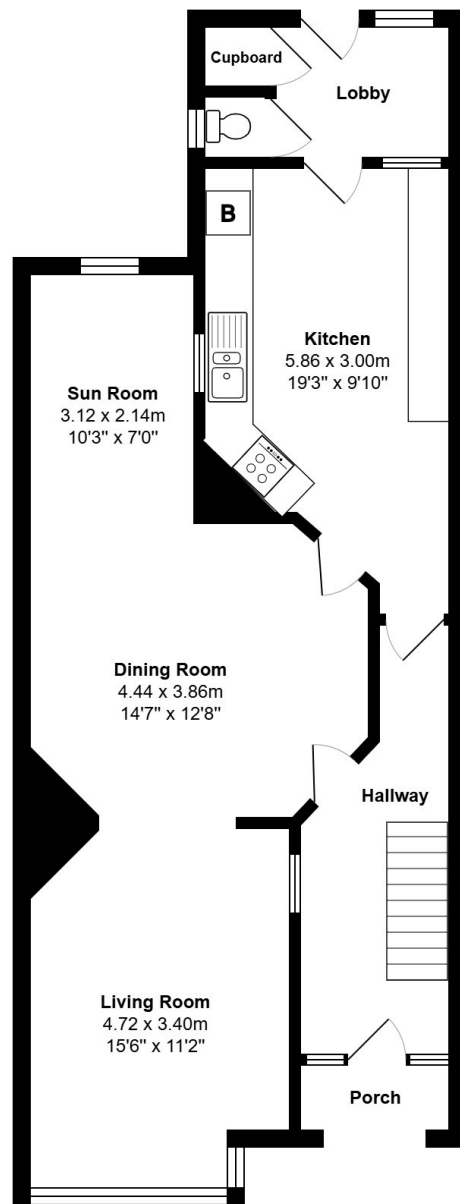 Cupboard
Lobby
B
Kitchen
5.86 x 3.00m
19'3" x 9'10"
Sun Room
3.12 x 2.14m
10'3" x 7'0"
Dining Room
4.44 x 3.86m
14'7" x 12'8"
Hallway
Living Room
4.72 x 3.40m
15'6" x 11'2"
Porch